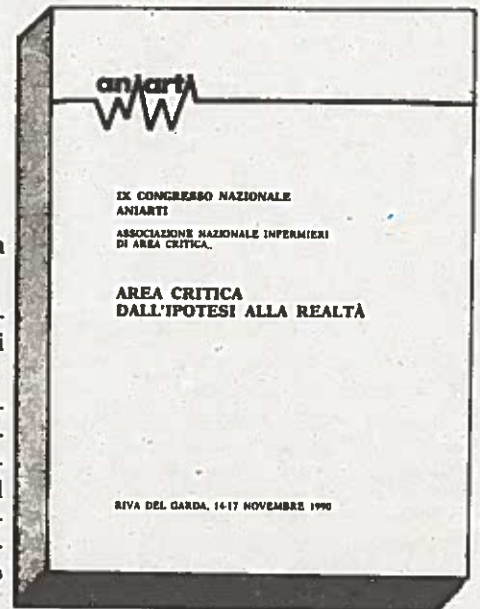 aniarti
IX CONGRESSO NAZIONALE
ANIARTI
ASSOCIAZIONE NAZIONALE INFERMIERI
DI AREA CRITICA
AREA CRITICA
DALL'IPOTESI ALLA REALTÀ
RIVA DEL GARDA, 14-17 NOVEMBRE 1990